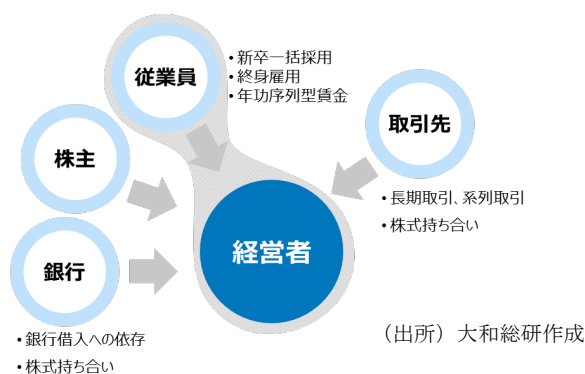 従業員
・新卒一括採用
・終身雇用
・年功序列型賃金
取引先
・長期取引、系列取引
・株式持ち合い
株主
経営者
銀行
・銀行借入への依存
・株式持ち合い
（出所）大和総研作成